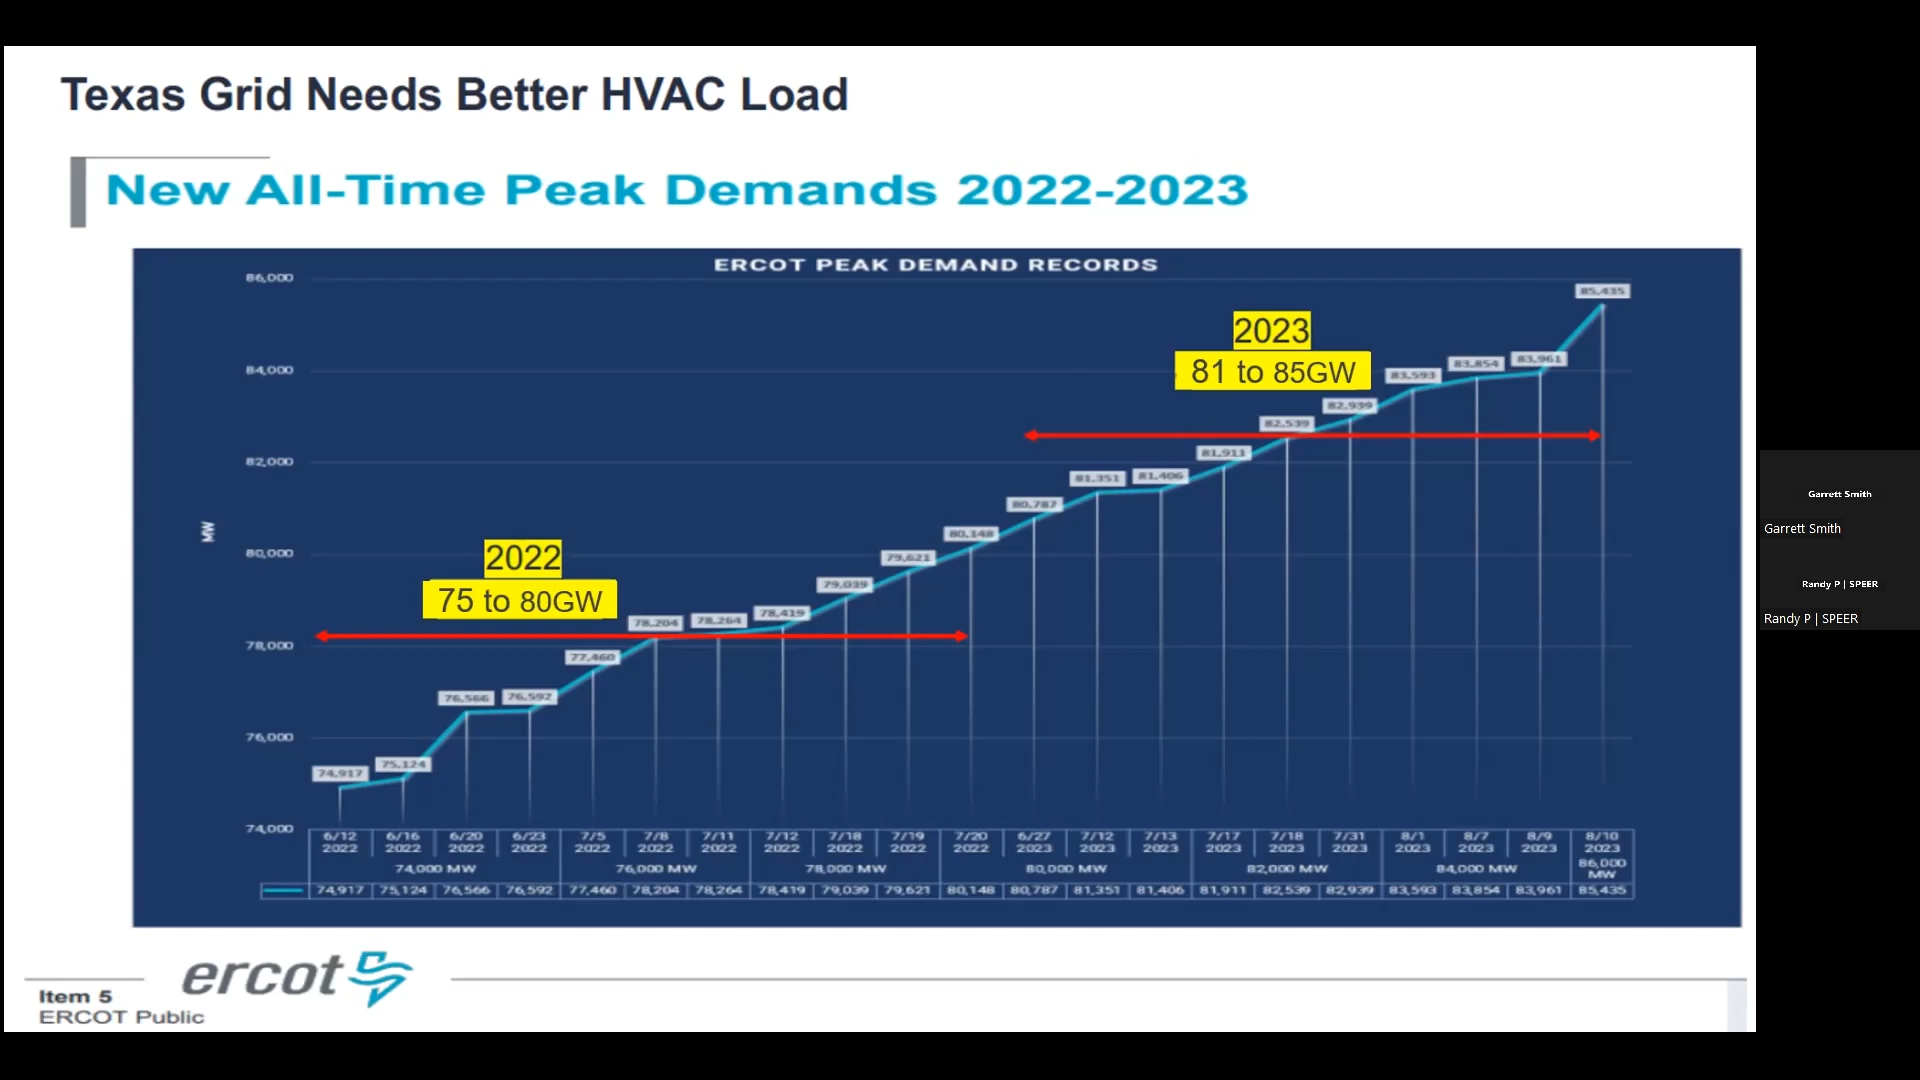 Texas Grid Needs Better HVAC Load
New All-Time Peak Demands 2022-2023
ERCOT PEAK DEMAND RECORDS
86,000
84,000
82,000
80,000
78,000
76,000
74,000
MW
2023
81 to 85GW
2022
75 to 80GW
74,917
75,124
76,566
76,592
77,460
78,204
78,264
78,419
79,039
79,621
80,148
80,787
81,351
81,406
81,911
82,539
82,939
83,593
83,854
83,961
85,435
6/12 6/16 6/20 6/23 7/5 7/8 7/11 7/12 7/18 7/19 7/20 6/27 7/12 7/13 7/17 7/18 7/31 8/1 8/7 8/9 8/10
2022 2022 2022 2022 2022 2022 2022 2022 2022 2022 2022 2023 2023 2023 2023 2023 2023 2023 2023 2023 2023
74,000 MW 76,000 MW 78,000 MW 80,000 MW 82,000 MW 84,000 MW 86,000 MW
74,917 75,124 76,566 76,592 77,460 78,204 78,264 78,419 79,039 79,621 80,148 80,787 81,351 81,406 81,911 82,539 82,939 83,593 83,854 83,961 85,435
ercot
Item 5
ERCOT Public
Garrett Smith
Garrett Smith
Randy P | SPEER
Randy P | SPEER